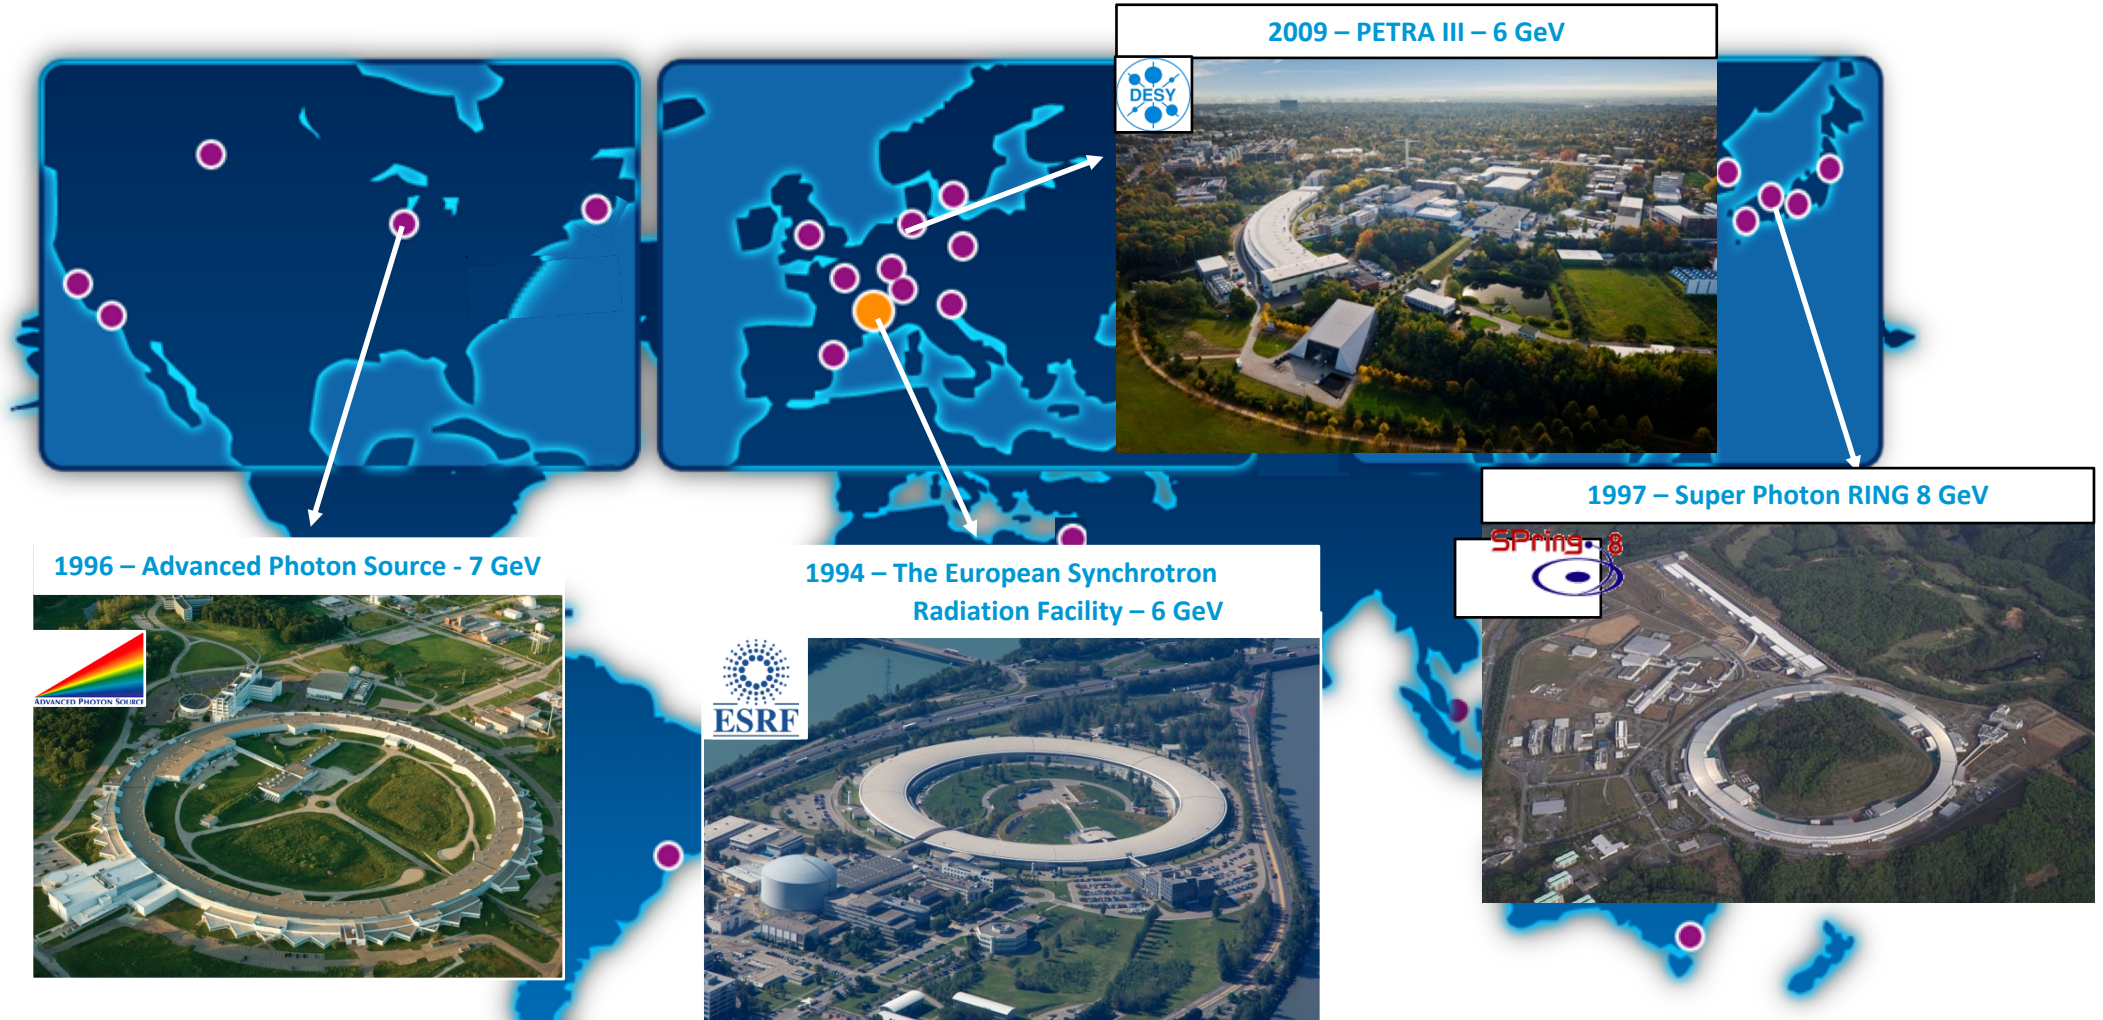 2009 – PETRA III – 6 GeV
DESY
1997 – Super Photon RING 8 GeV
SPring-8
1996 – Advanced Photon Source - 7 GeV
ADVANCED PHOTON SOURCE
1994 – The European Synchrotron
Radiation Facility – 6 GeV
ESRF